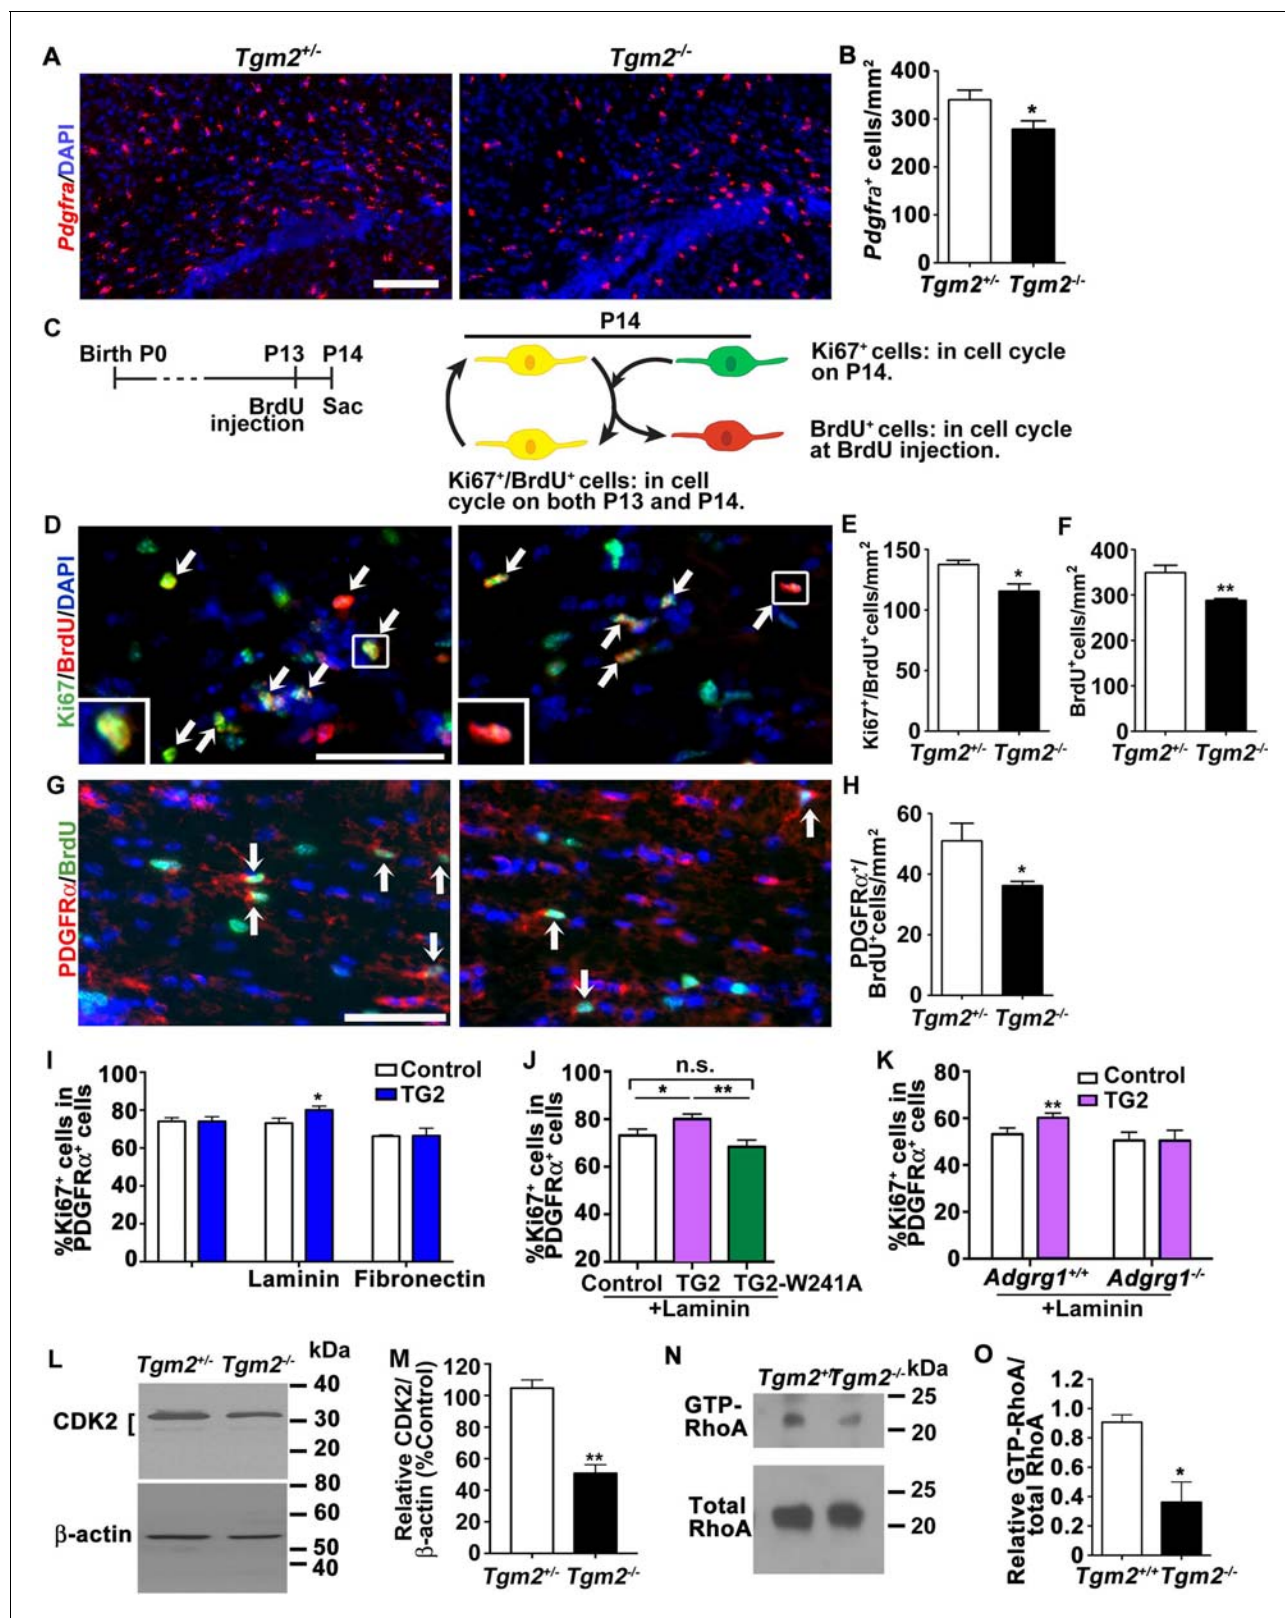 A
Tgm2+/-
Tgm2-/-
Pdgfra/DAPI
B
Pdgfra+ cells/mm²
400
300
200
100
0
Tgm2+/- Tgm2-/-
*
C
Birth P0
P13
P14
BrdU
injection
Sac
P14
Ki67+ cells: in cell cycle
on P14.
BrdU+ cells: in cell cycle
at BrdU injection.
Ki67+/BrdU+ cells: in cell
cycle on both P13 and P14.
D
Ki67/BrdU/DAPI
E
Ki67+/BrdU+cells/mm²
150
100
50
0
*
Tgm2+/- Tgm2-/-
F
BrdU+cells/mm²
400
300
200
100
0
**
Tgm2+/- Tgm2-/-
G
PDGFRα/BrdU
H
PDGFRα+/
BrdU+cells/mm²
60
40
20
0
*
Tgm2+/- Tgm2-/-
I
%Ki67+ cells in
PDGFRα+ cells
100
80
60
40
20
0
Control
TG2
*
Laminin
Fibronectin
J
%Ki67+ cells in
PDGFRα+ cells
100
80
60
40
20
n.s.
*
**
Control TG2 TG2-W241A
+Laminin
K
%Ki67+ cells in
PDGFRα+ cells
80
60
40
20
0
Control
TG2
**
Adgrg1+/+ Adgrg1-/-
+Laminin
L
Tgm2+/- Tgm2-/-
kDa
CDK2 [
40
30
20
β-actin
80
60
50
40
M
Relative CDK2/
β-actin (%Control)
120
100
80
60
40
20
0
**
Tgm2+/- Tgm2-/-
N
Tgm2+/+ Tgm2-/- kDa
GTP-
RhoA
25
20
Total
RhoA
25
20
O
Relative GTP-RhoA/
total RhoA
1.2
1.0
0.8
0.6
0.4
0.2
0
*
Tgm2+/+ Tgm2-/-